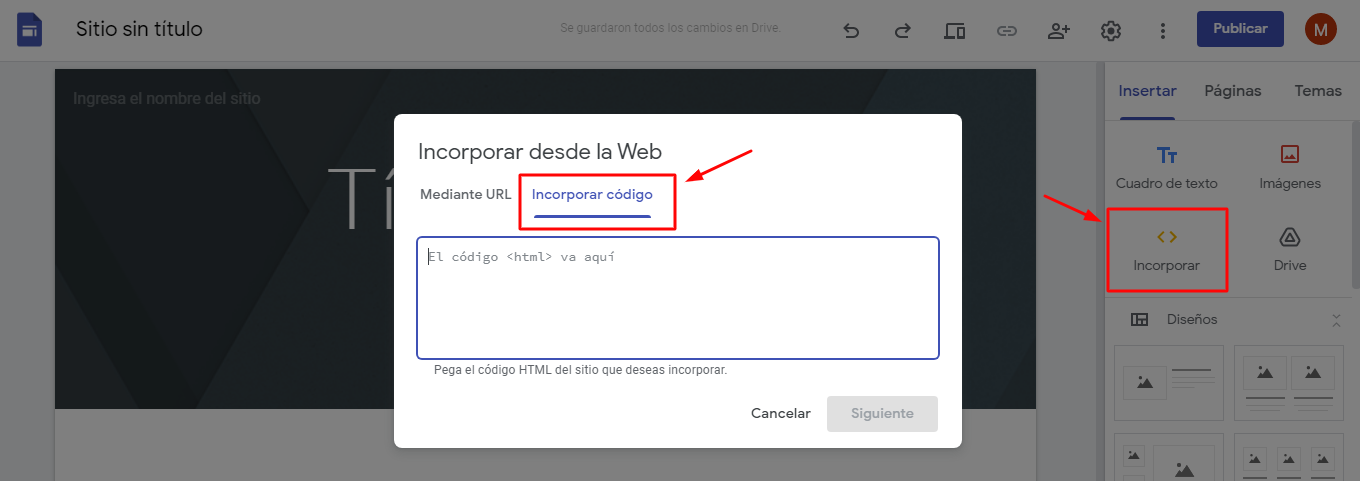 Sitio sin título
Se guardaron todos los cambios en Drive.
Publicar
M
Ingresa el nombre del sitio
Insertar
Páginas
Temas
Tí
Incorporar desde la Web
Mediante URL
Incorporar código
El código <html> va aquí
Pega el código HTML del sitio que deseas incorporar.
Cancelar
Siguiente
Tт
Cuadro de texto
Imágenes
Incorporar
Drive
Diseños